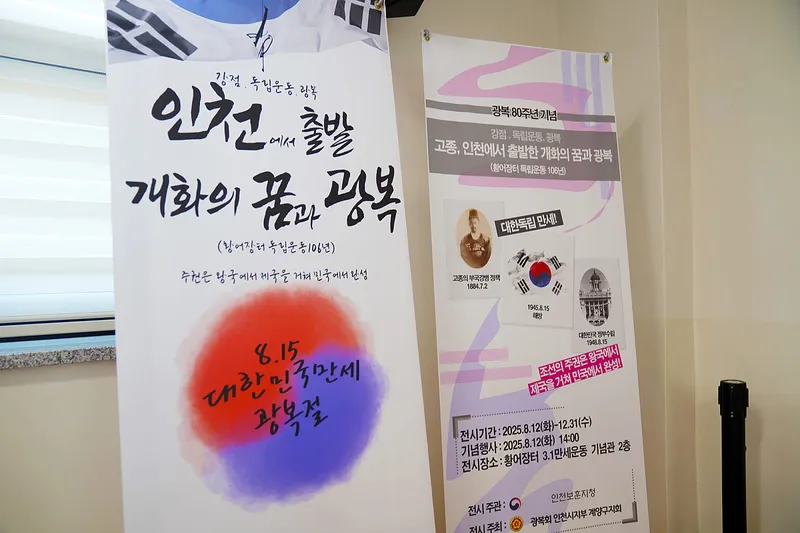 강점. 독립운동. 광복
인천에서 출발
개화의 꿈과 광복
(황어장터 독립운동106년)
주권은 왕국에서 제국을 거쳐 민국에서 완성
8.15
대한민국만세
광복절
광복 80주년 기념
강점. 독립운동. 광복
고종, 인천에서 출발한 개화의 꿈과 광복
(황어장터 독립운동 106년)
대한독립 만세!
고종의 부국강병 정책
1884.7.2
1945.8.15
해방
대한민국 정부수립
1948.8.15
조선의 주권은 왕국에서
제국을 거쳐 민국에서 완성!
전시기간 : 2025.8.12(화)-12.31(수)
기념행사 : 2025.8.12(화) 14:00
전시장소 : 황어장터 3.1만세운동 기념관 2층
전시 주관 : 인천보훈지청
전시 주최 : 광복회 인천시지부 계양구지회